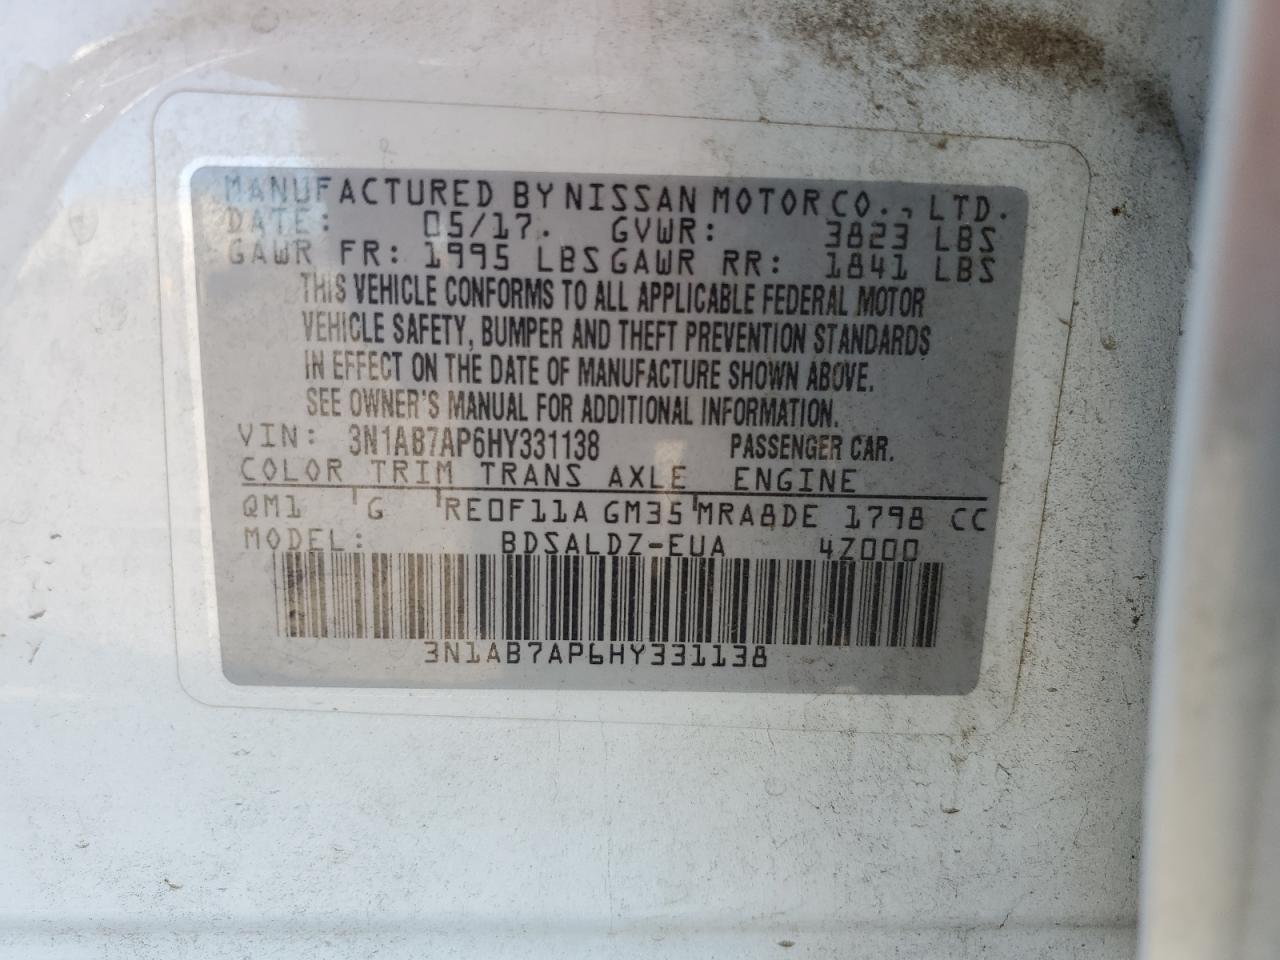 MANUFACTURED BY NISSAN MOTOR CO., LTD.
DATE: 05/17. GVWR: 3823 LBS
GAWR FR: 1995 LBS GAWR RR: 1841 LBS
THIS VEHICLE CONFORMS TO ALL APPLICABLE FEDERAL MOTOR
VEHICLE SAFETY, BUMPER AND THEFT PREVENTION STANDARDS
IN EFFECT ON THE DATE OF MANUFACTURE SHOWN ABOVE.
SEE OWNER'S MANUAL FOR ADDITIONAL INFORMATION.
VIN: 3N1AB7AP6HY331138 PASSENGER CAR.
COLOR TRIM TRANS AXLE ENGINE
QM1 G RE0F11A GM35 MRA8DE 1798 CC
MODEL: BDSALDZ-EUA 4Z000
3N1AB7AP6HY331138